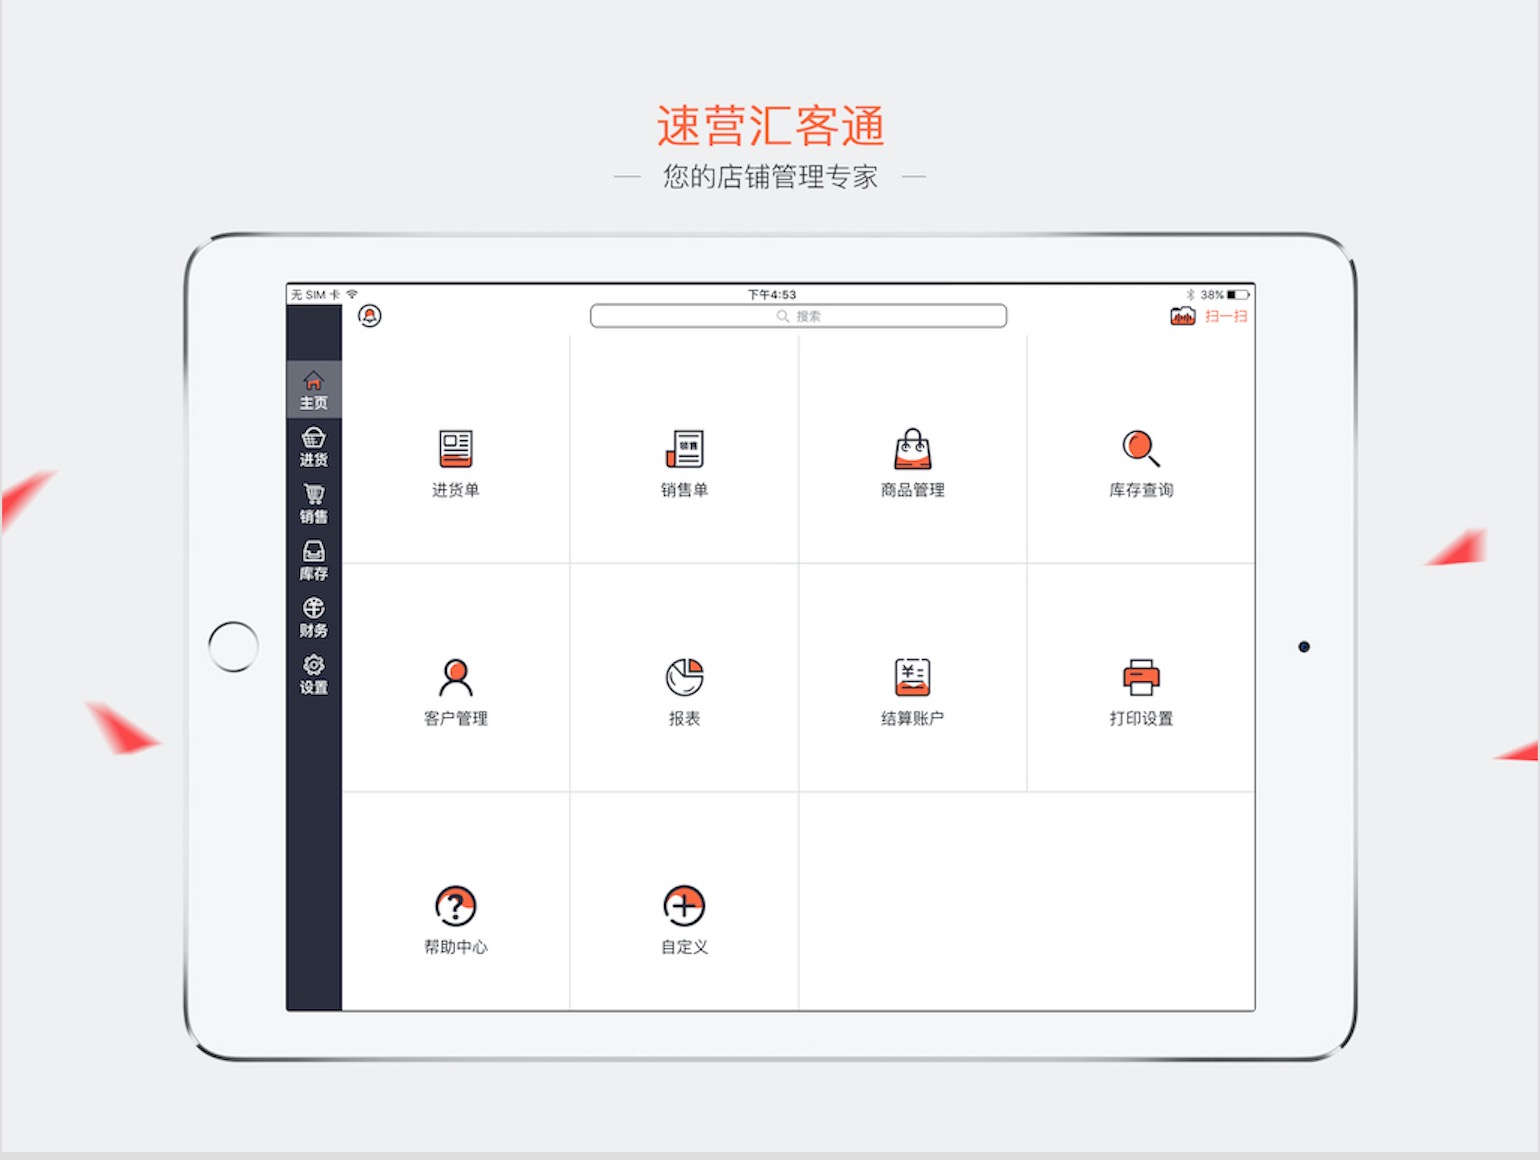 速营汇客通
您的店铺管理专家
无 SIM 卡
下午4:53
38%
搜索
扫一扫
主页
进货
销售
库存
财务
设置
进货单
销售
销售单
商品管理
库存查询
客户管理
报表
结算账户
打印设置
帮助中心
自定义